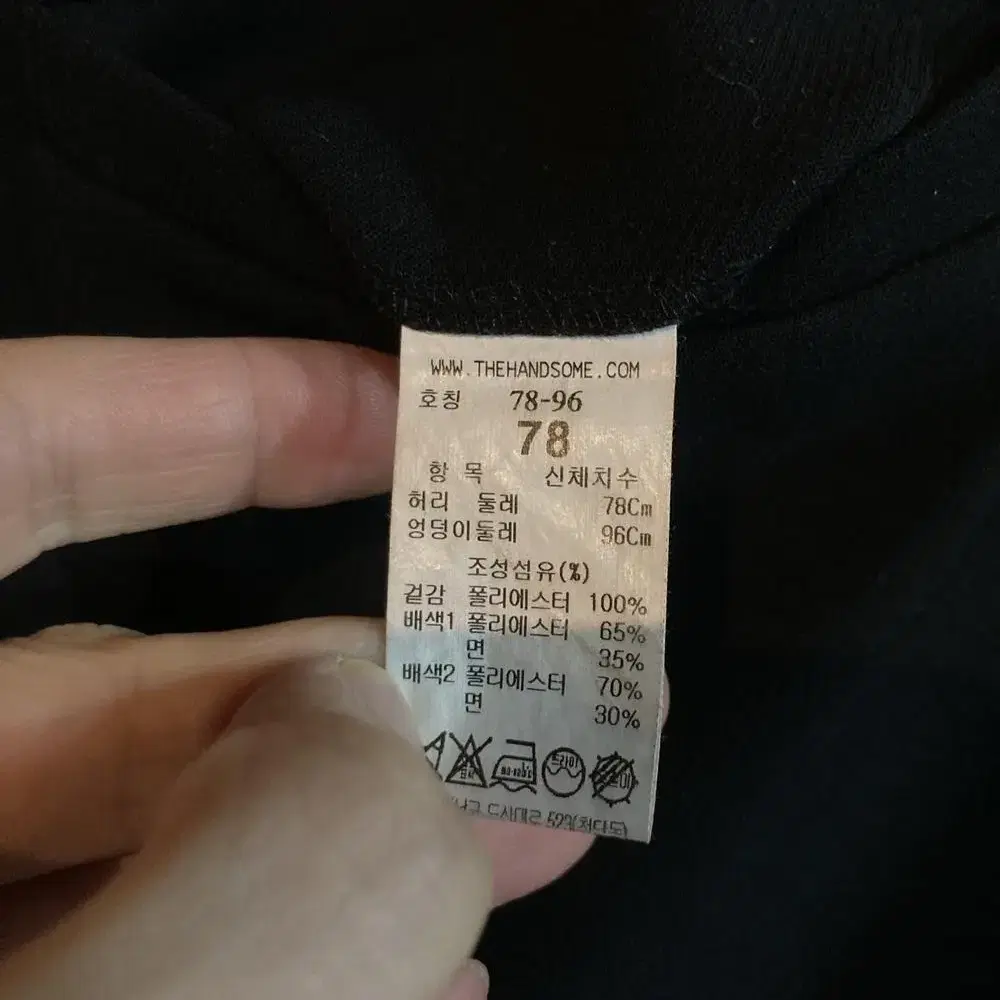 WWW.THEHANDSOME.COM
호칭 78-96
78
항 목 신체치수
허리 둘레 78Cm
엉덩이둘레 96Cm
조성섬유(%)
겉감 폴리에스터 100%
배색1 폴리에스터 65%
면 35%
배색2 폴리에스터 70%
면 30%
드라이